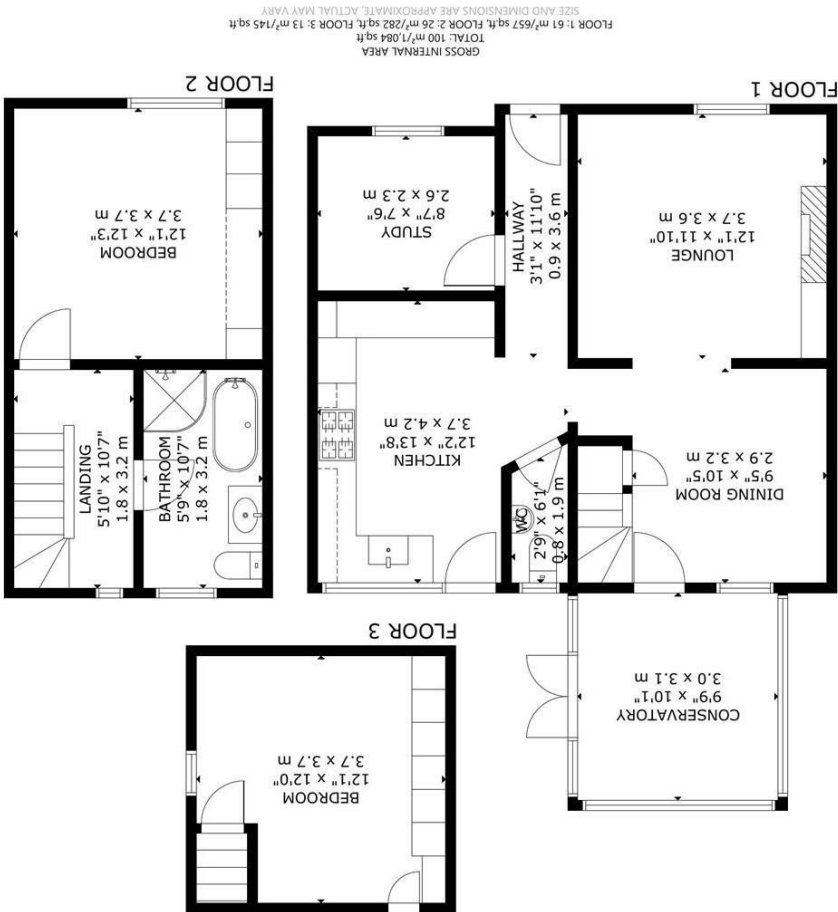 FLOOR 3
BEDROOM
12'1" x 12'0"
3.7 x 3.7 m
CONSERVATORY
9'9" x 10'1"
3.0 x 3.1 m
DINING ROOM
9'5" x 10'5"
2.9 x 3.2 m
WC
2'9" x 6'1"
0.8 x 1.9 m
KITCHEN
12'2" x 13'8"
3.7 x 4.2 m
LOUNGE
12'1" x 11'10"
3.7 x 3.6 m
HALLWAY
3'1" x 11'10"
0.9 x 3.6 m
STUDY
8'7" x 7'6"
2.6 x 2.3 m
FLOOR 1
BATHROOM
5'9" x 10'7"
1.8 x 3.2 m
LANDING
5'10" x 10'7"
1.8 x 3.2 m
BEDROOM
12'1" x 12'3"
3.7 x 3.7 m
FLOOR 2
GROSS INTERNAL AREA
TOTAL: 100 m²/1,084 sq.ft
FLOOR 1: 61 m²/657 sq.ft, FLOOR 2: 26 m²/282 sq.ft, FLOOR 3: 13 m²/145 sq.ft
SIZE AND DIMENSIONS ARE APPROXIMATE, ACTUAL MAY VARY